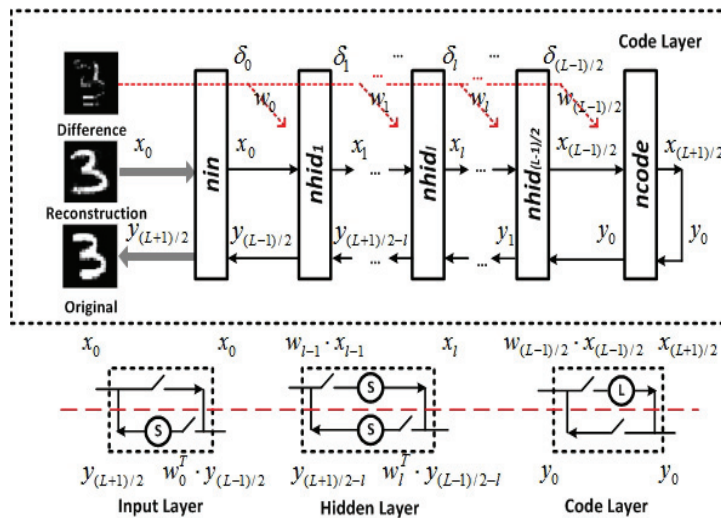 δ₀ δ₁ ... δₗ ... δ₍L-1₎/₂ Code Layer
... ...
w₀ w₁ wₗ w₍L-1₎/₂
Difference
x₀ x₀ x₁ xₗ x₍L-1₎/₂ x₍L+1₎/₂
... ...
nin nhid₁ nhidₗ nhid₍L-1₎/₂ ncode
3
Reconstruction
y₍L+1₎/₂ y₍L-1₎/₂ y₍L+1₎/₂₋ₗ y₁ y₀ y₀
... ...
3
Original
x₀ x₀ wₗ₋₁ · xₗ₋₁ xₗ w₍L-1₎/₂ · x₍L-1₎/₂ x₍L+1₎/₂
S L
S S
y₍L+1₎/₂ w₀ᵀ · y₍L-1₎/₂ y₍L+1₎/₂₋ₗ wₗᵀ · y₍L-1₎/₂₋ₗ y₀ y₀
Input Layer Hidden Layer Code Layer